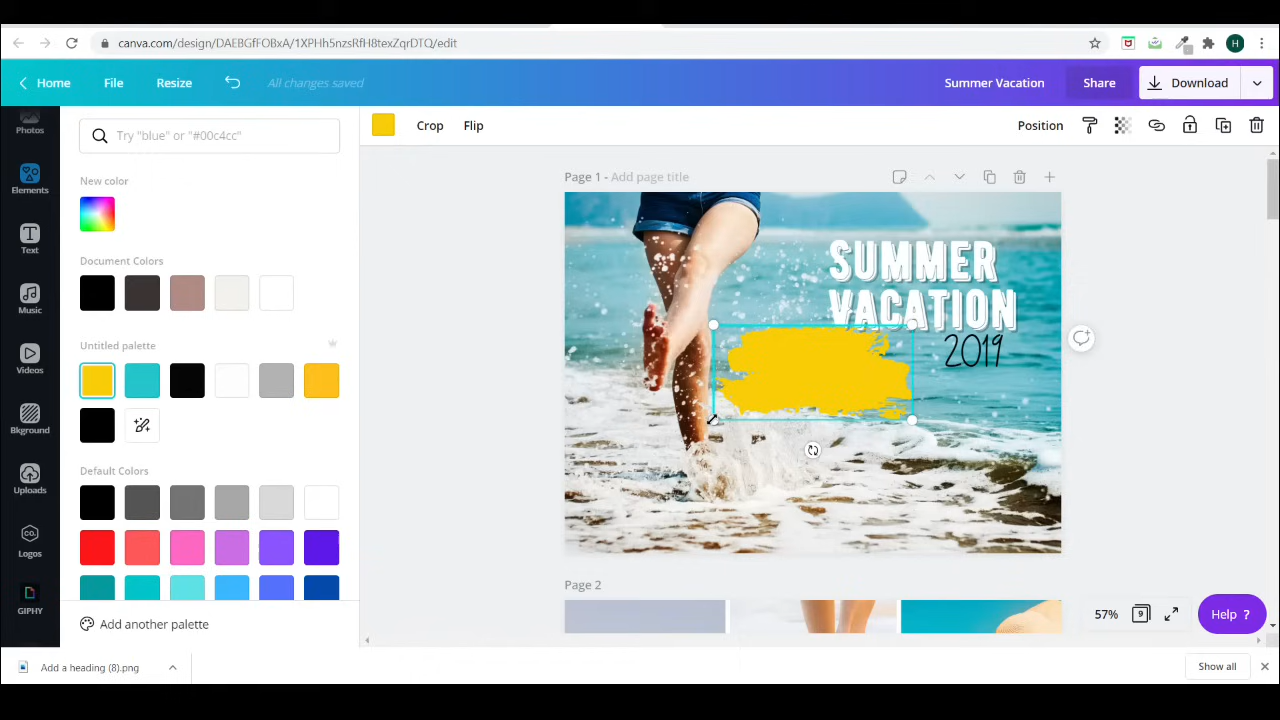 canva.com/design/DAEBGfFOBxA/1XPHh5nzsRfH8texZqrDTQ/edit
H
Home
File
Resize
All changes saved
Summer Vacation
Share
Download
Photos
Elements
Text
Music
Videos
Bkground
Uploads
CO.
Logos
GIPHY
Try "blue" or "#00c4cc"
New color
Document Colors
Untitled palette
Default Colors
Add another palette
Crop
Flip
Position
Page 1 - Add page title
SUMMER
VACATION
2019
Page 2
57%
9
Help ?
Add a heading (8).png
Show all